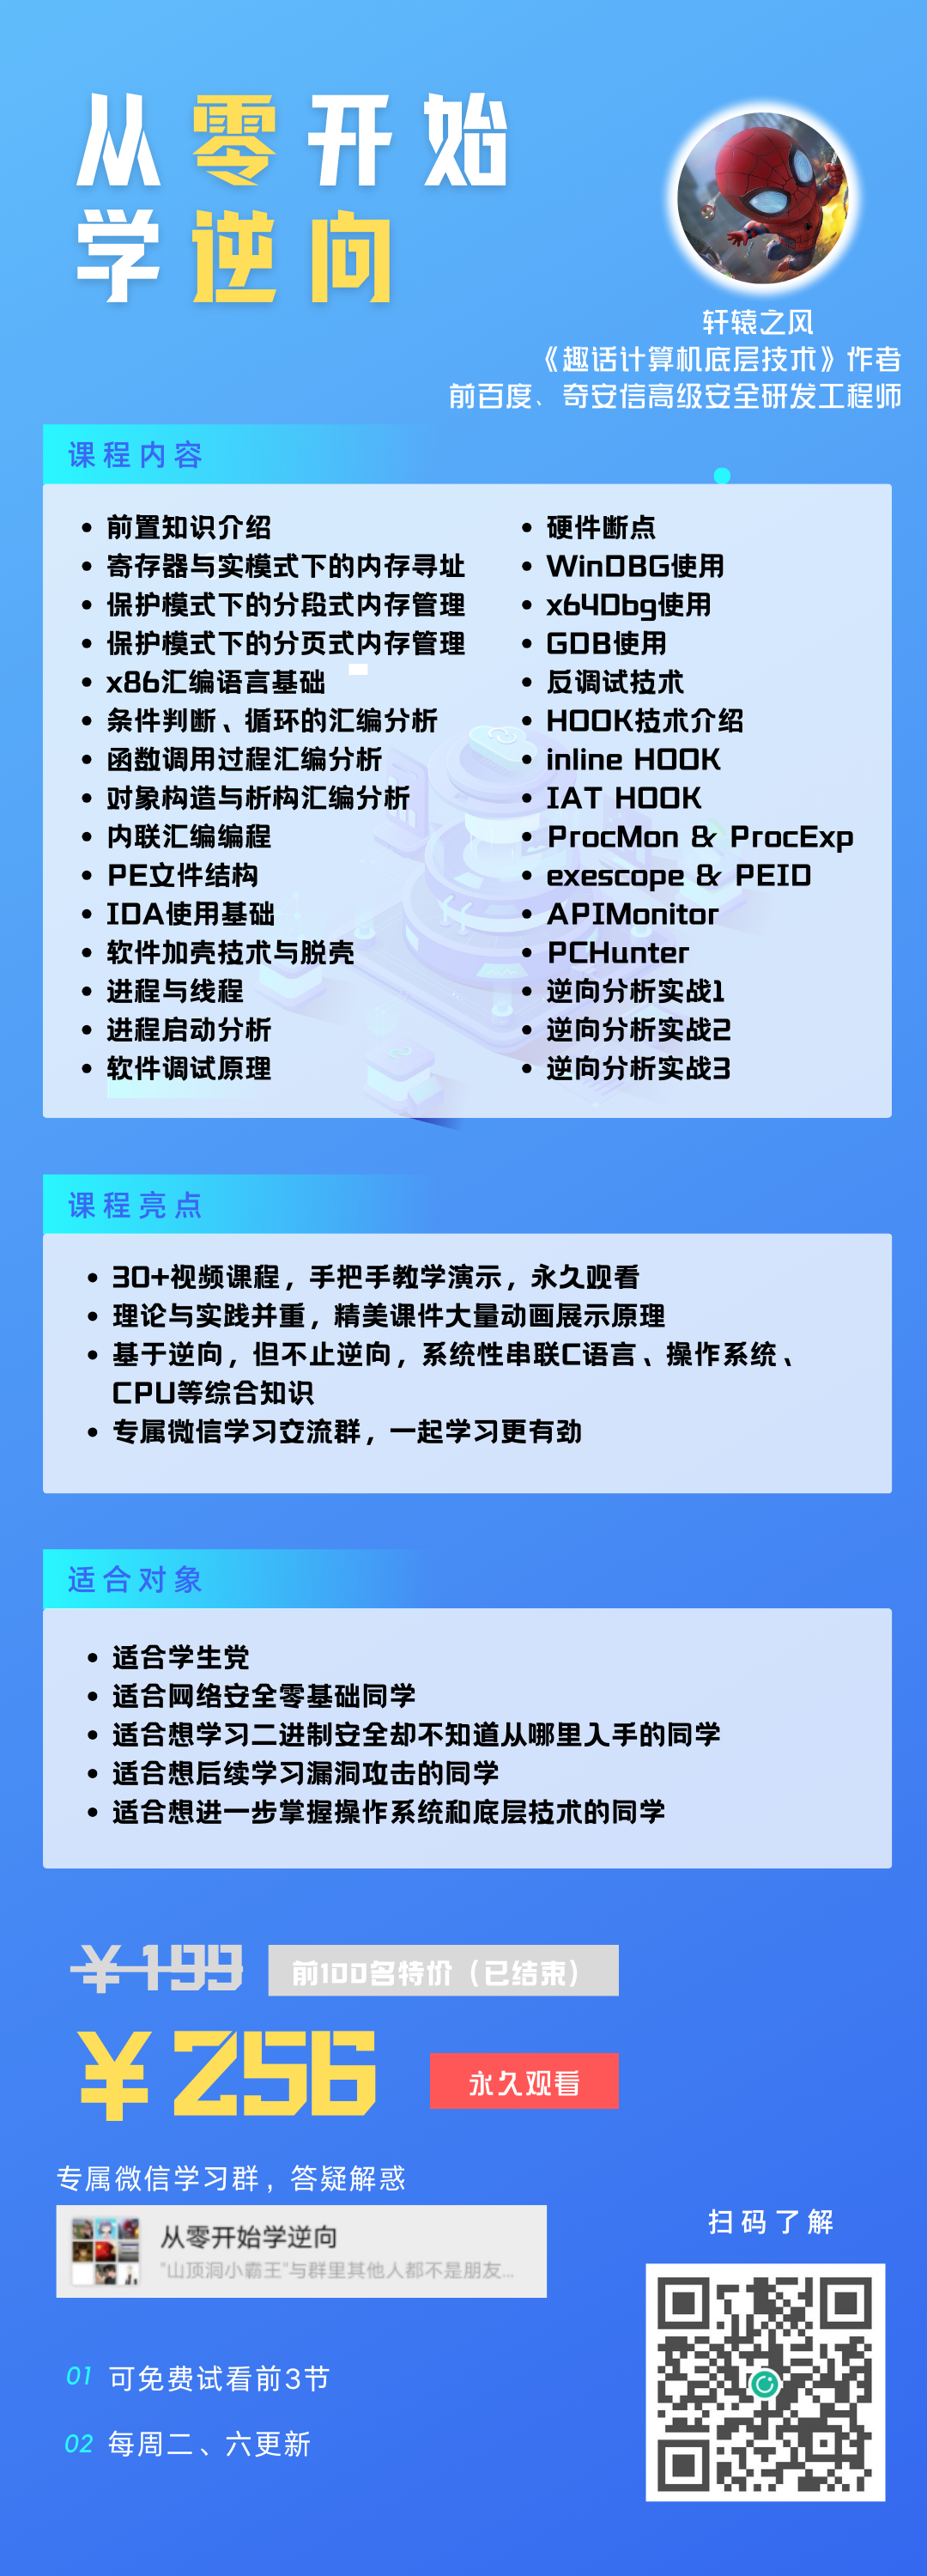 从零开始
学逆向
轩辕之风
《趣话计算机底层技术》作者
前百度、奇安信高级安全研发工程师
课程内容
前置知识介绍
寄存器与实模式下的内存寻址
保护模式下的分段式内存管理
保护模式下的分页式内存管理
x86汇编语言基础
条件判断、循环的汇编分析
函数调用过程汇编分析
对象构造与析构汇编分析
内联汇编编程
PE文件结构
IDA使用基础
软件加壳技术与脱壳
进程与线程
进程启动分析
软件调试原理
硬件断点
WinDBG使用
x64Dbg使用
GDB使用
反调试技术
HOOK技术介绍
inline HOOK
IAT HOOK
ProcMon & ProcExp
exescope & PEID
APIMonitor
PCHunter
逆向分析实战1
逆向分析实战2
逆向分析实战3
课程亮点
30+视频课程，手把手教学演示，永久观看
理论与实践并重，精美课件大量动画展示原理
基于逆向，但不止逆向，系统性串联C语言、操作系统、
CPU等综合知识
专属微信学习交流群，一起学习更有劲
适合对象
适合学生党
适合网络安全零基础同学
适合想学习二进制安全却不知道从哪里入手的同学
适合想后续学习漏洞攻击的同学
适合想进一步掌握操作系统和底层技术的同学
¥199 前100名特价（已结束）
¥256 永久观看
专属微信学习群，答疑解惑
从零开始学逆向
"山顶洞小霸王"与群里其他人都不是朋友...
扫码了解
01 可免费试看前3节
02 每周二、六更新